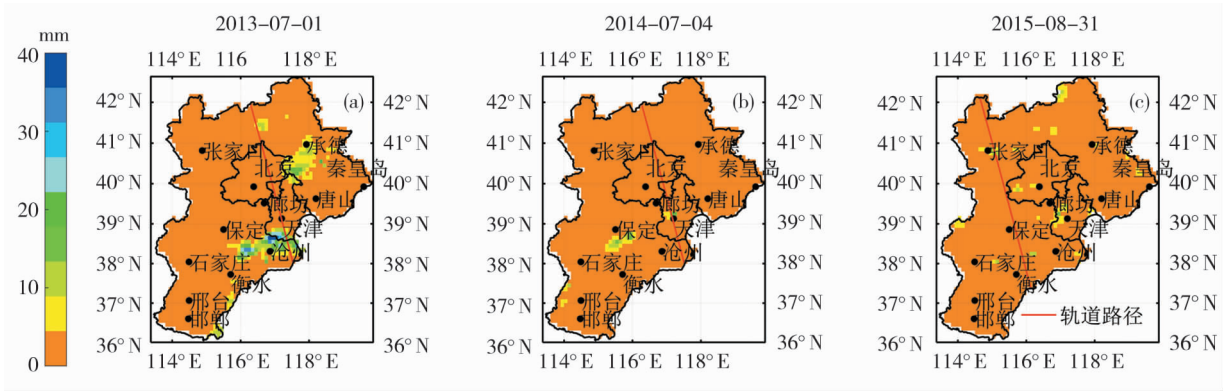 2013-07-01
2014-07-04
2015-08-31
mm
40
30
20
10
0
114° E 116 118° E
42° N
41° N
40° N
39° N
38° N
37° N
36° N
(a)
张家口
承德
北京
秦皇岛
廊坊
唐山
保定
天津
沧州
石家庄
衡水
邢台
邯郸
42° N
41° N
40° N
39° N
38° N
37° N
36° N
114° E 116° E 118° E
114° E 116 118° E
(b)
张家口
承德
北京
秦皇岛
廊坊
唐山
保定
天津
沧州
石家庄
衡水
邢台
邯郸
42° N
41° N
40° N
39° N
38° N
37° N
36° N
114° E 116° E 118° E
114° E 116° E 118° E
(c)
张家口
承德
北京
秦皇岛
廊坊
唐山
保定
天津
沧州
石家庄
衡水
邢台
邯郸
轨道路径
42° N
41° N
40° N
39° N
38° N
37° N
36° N
114° E 116° E 118° E